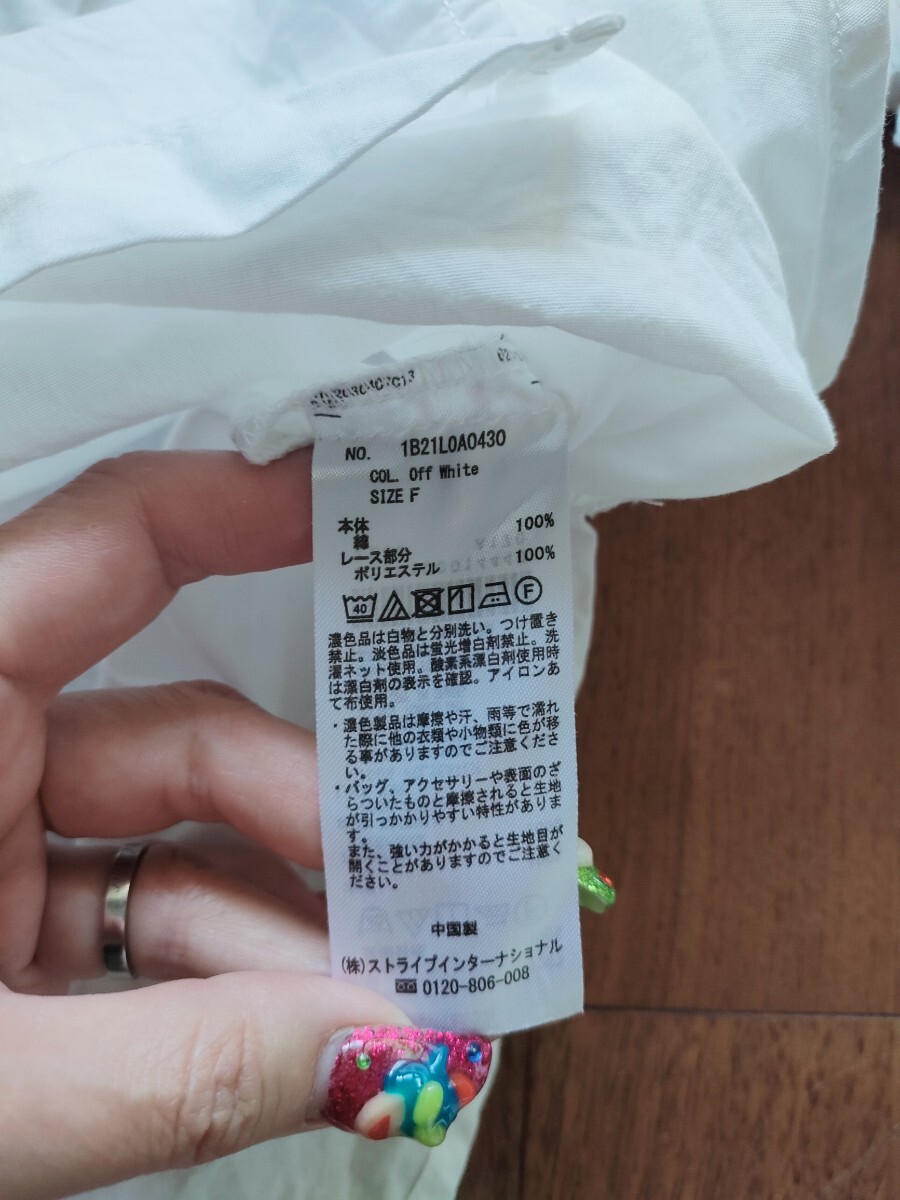 NO. 1B21L0A0430
COL. Off White
SIZE F
本体
綿 100%
レース部分
ポリエステル 100%
40 F
濃色品は白物と分別洗い。つけ置き
禁止。淡色品は蛍光増白剤禁止。洗
濯ネット使用。酸素系漂白剤使用時
は漂白剤の表示を確認。アイロンあ
て布使用。
・濃色製品は摩擦や汗、雨等で濡れ
た際に他の衣類や小物類に色が移
る事がありますのでご注意くださ
い。
・バッグ、アクセサリーや表面のざ
らついたものと摩擦されると生地
が引っかかりやすい特性がありま
す。
また、強い力がかかると生地目が
開くことがありますのでご注意く
ださい。
中国製
(株)ストライプインターナショナル
0120-806-008